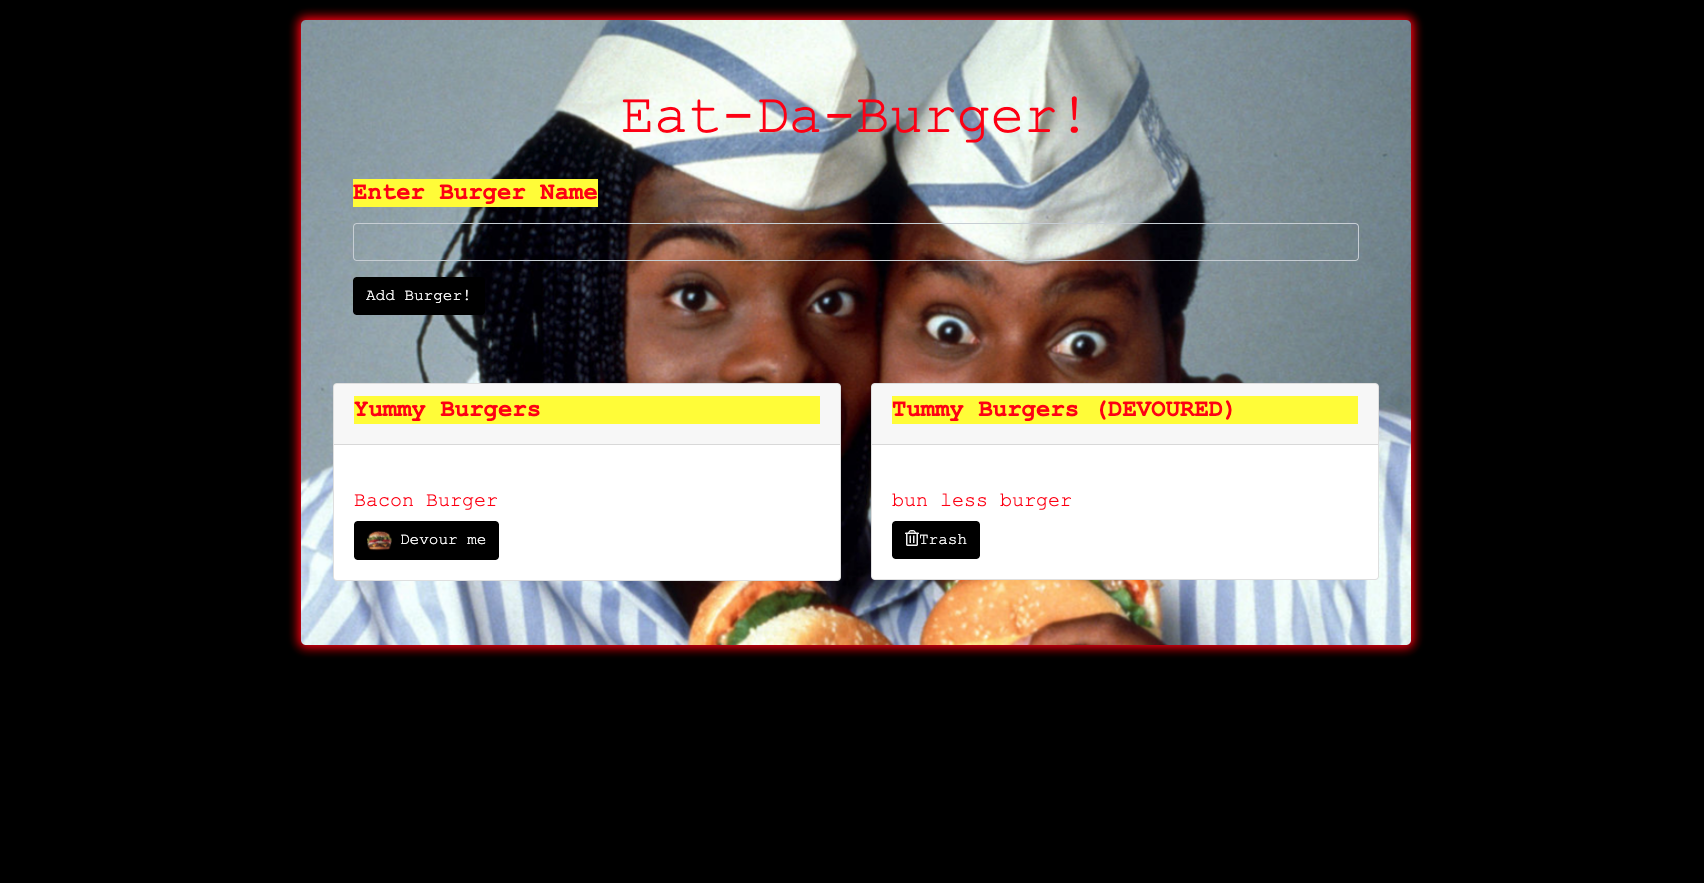 Eat-Da-Burger!
Enter Burger Name
Add Burger!
Yummy Burgers
Tummy Burgers (DEVOURED)
Bacon Burger
bun less burger
Devour me
Trash